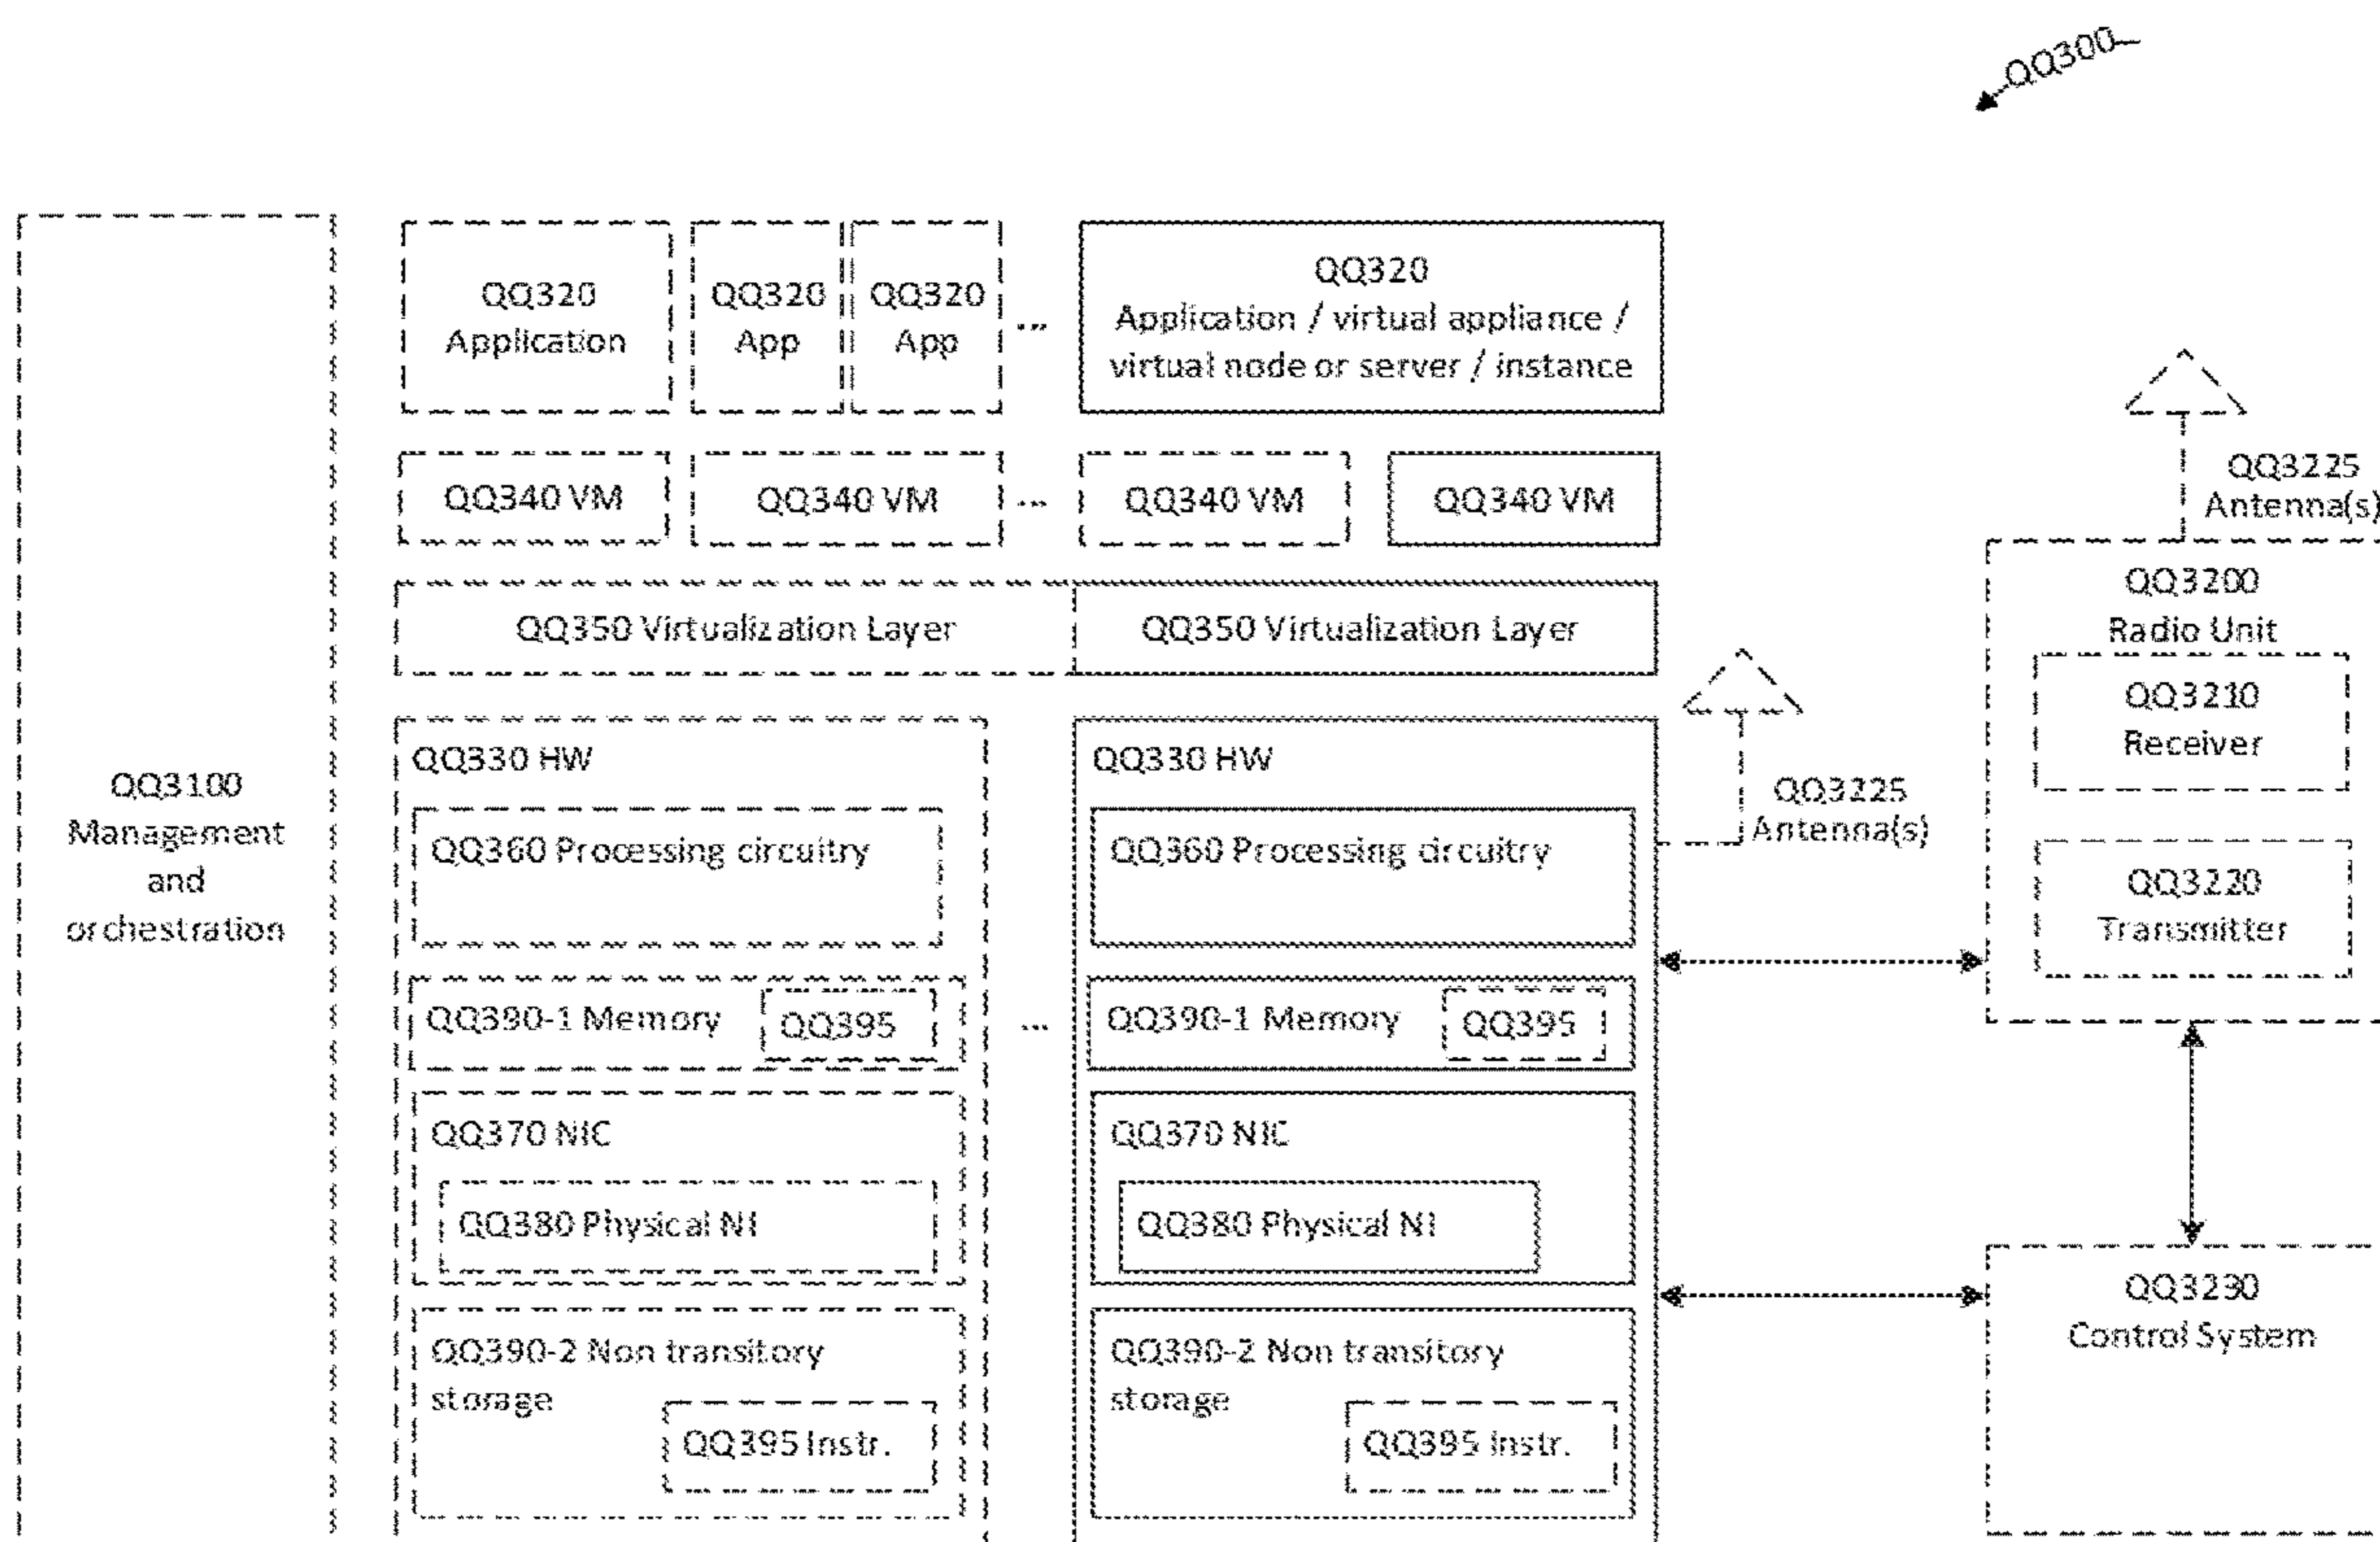 QQ300
QQ320
Application
QQ320
App
QQ320
App
...
QQ320
Application / virtual appliance /
virtual node or server / instance
QQ340 VM
QQ340 VM
...
QQ340 VM
QQ340 VM
QQ350 Virtualization Layer
QQ350 Virtualization Layer
QQ3100
Management
and
orchestration
QQ330 HW
QQ360 Processing circuitry
QQ390-1 Memory
QQ395
QQ370 NIC
QQ380 Physical NI
QQ390-2 Non transitory
storage
QQ395 Instr.
...
QQ330 HW
QQ360 Processing circuitry
QQ390-1 Memory
QQ395
QQ370 NIC
QQ380 Physical NI
QQ390-2 Non transitory
storage
QQ395 Instr.
QQ3225
Antenna(s)
QQ3225
Antenna(s)
QQ3200
Radio Unit
QQ3210
Receiver
QQ3220
Transmitter
QQ3230
Control System